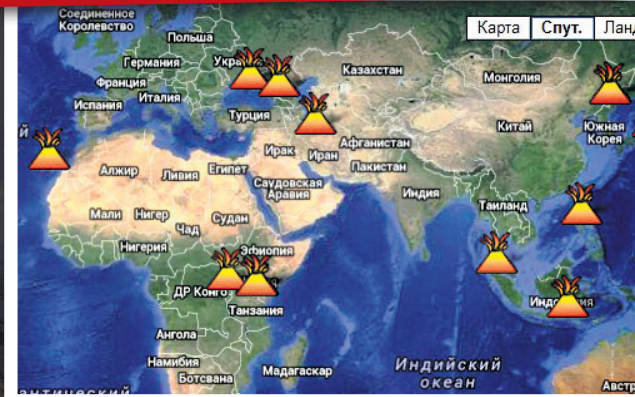 Соединенное
Королевство
Польша
Германия
Франция
Италия
Испания
Турция
Казахстан
Карта
Спут.
Монголия
Китай
Южная
Корея
Афганистан
Ирак
Иран
Пакистан
Алжир
Ливия
Египет
Саудовская
Аравия
Индия
Таиланд
Мали
Нигер
Чад
Судан
Нигерия
Эфиопия
ДР Конго
Танзания
Ангола
Намибия
Ботсвана
Мадагаскар
Индийский
океан